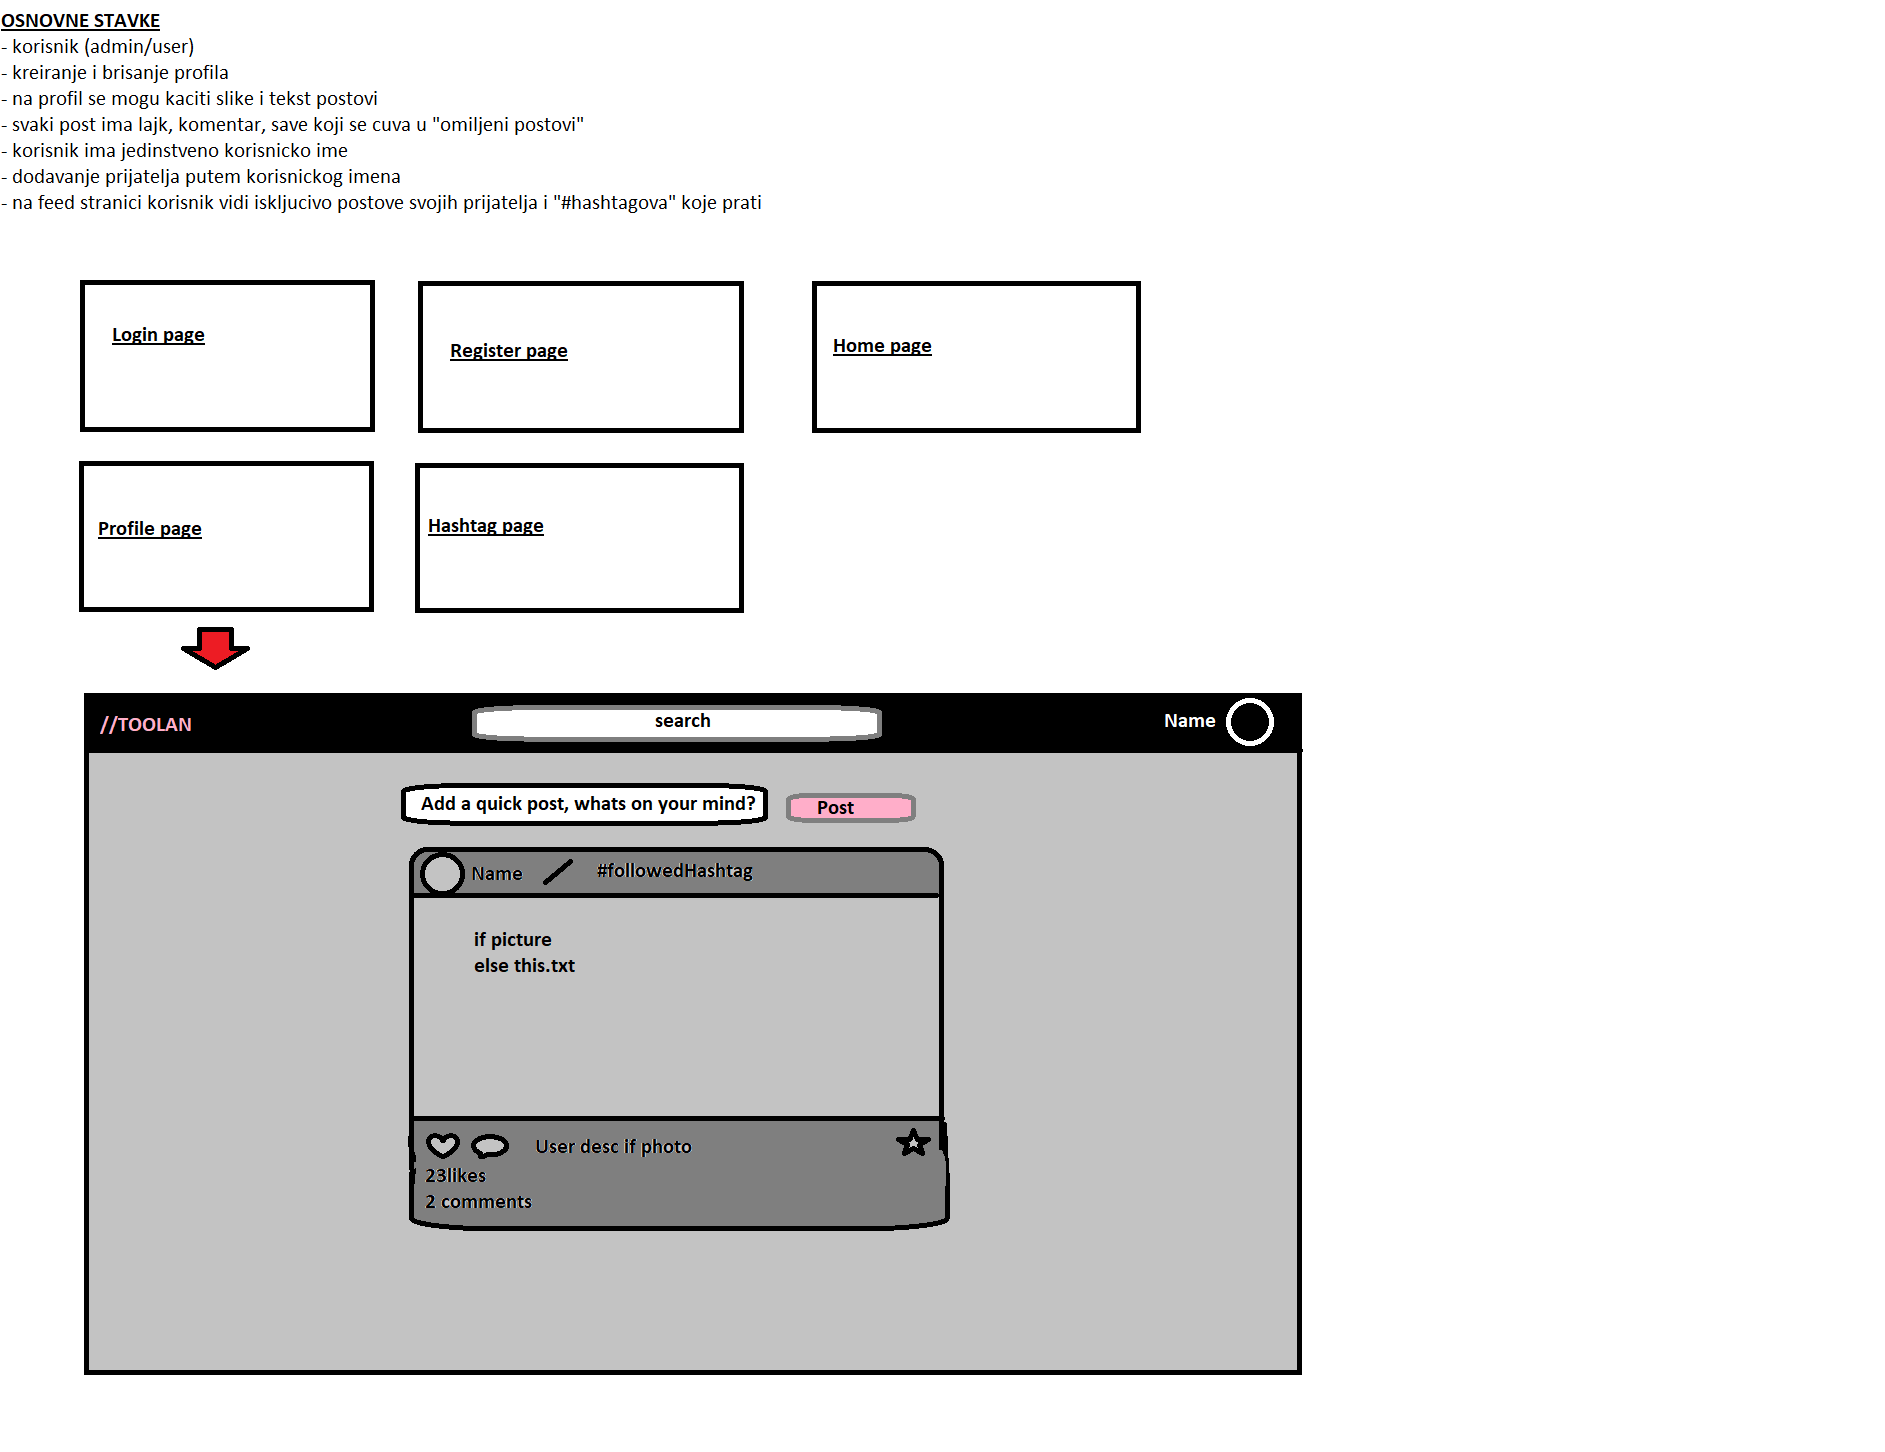 OSNOVNE STAVKE
- korisnik (admin/user)
- kreiranje i brisanje profila
- na profil se mogu kaciti slike i tekst postovi
- svaki post ima lajk, komentar, save koji se cuva u "omiljeni postovi"
- korisnik ima jedinstveno korisnicko ime
- dodavanje prijatelja putem korisnickog imena
- na feed stranici korisnik vidi iskljucivo postove svojih prijatelja i "#hashtagova" koje prati
Login page
Register page
Home page
Profile page
Hashtag page
//TOOLAN
search
Name
Add a quick post, whats on your mind?
Post
Name
#followedHashtag
if picture
else this.txt
User desc if photo
23likes
2 comments